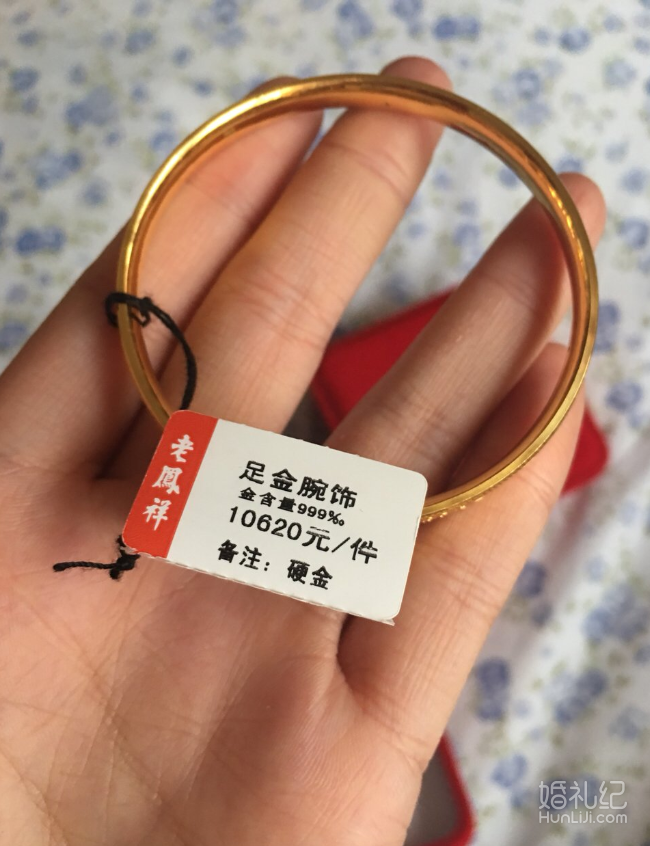 老鳳祥
足金腕饰
金含量999‰
10620元/件
备注：硬金
婚礼纪
HunLiJi.com